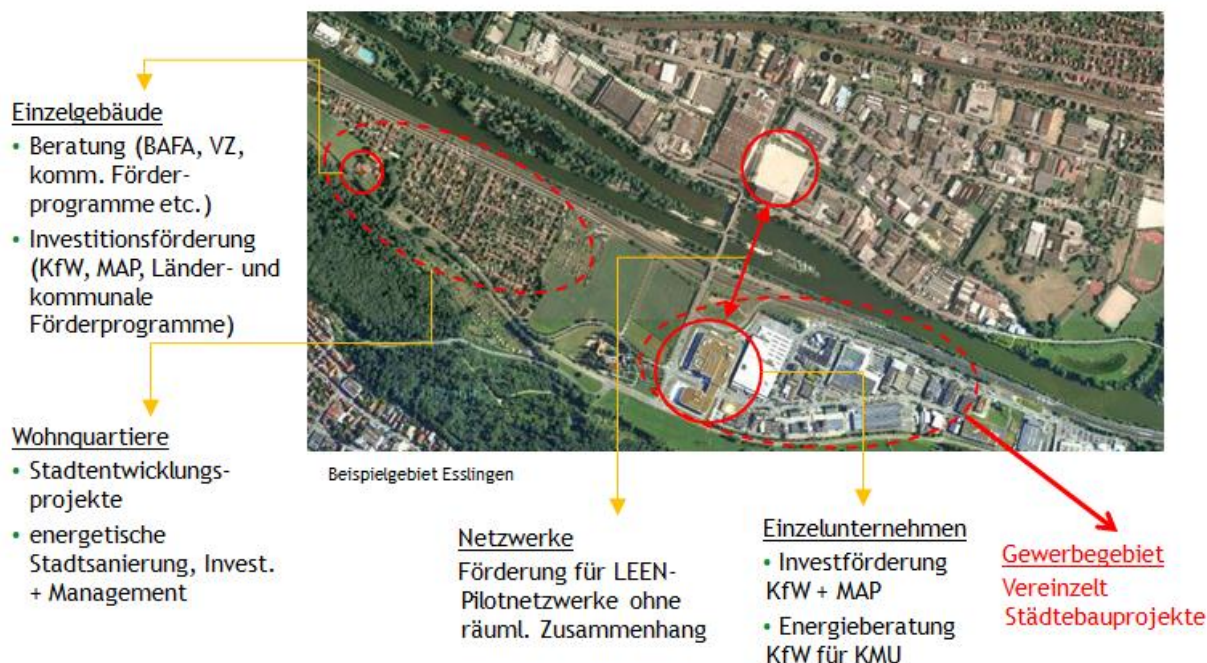 Einzelgebäude
• Beratung (BAFA, VZ,
komm. Förder-
programme etc.)
• Investitionsförderung
(KfW, MAP, Länder- und
kommunale
Förderprogramme)
Wohnquartiere
• Stadtentwicklungs-
projekte
• energetische
Stadtsanierung, Invest.
+ Management
Beispielgebiet Esslingen
Netzwerke
Förderung für LEEN-
Pilotnetzwerke ohne
räuml. Zusammenhang
Einzelunternehmen
• Investförderung
KfW + MAP
• Energieberatung
KfW für KMU
Gewerbegebiet
Vereinzelt
Städtebauprojekte